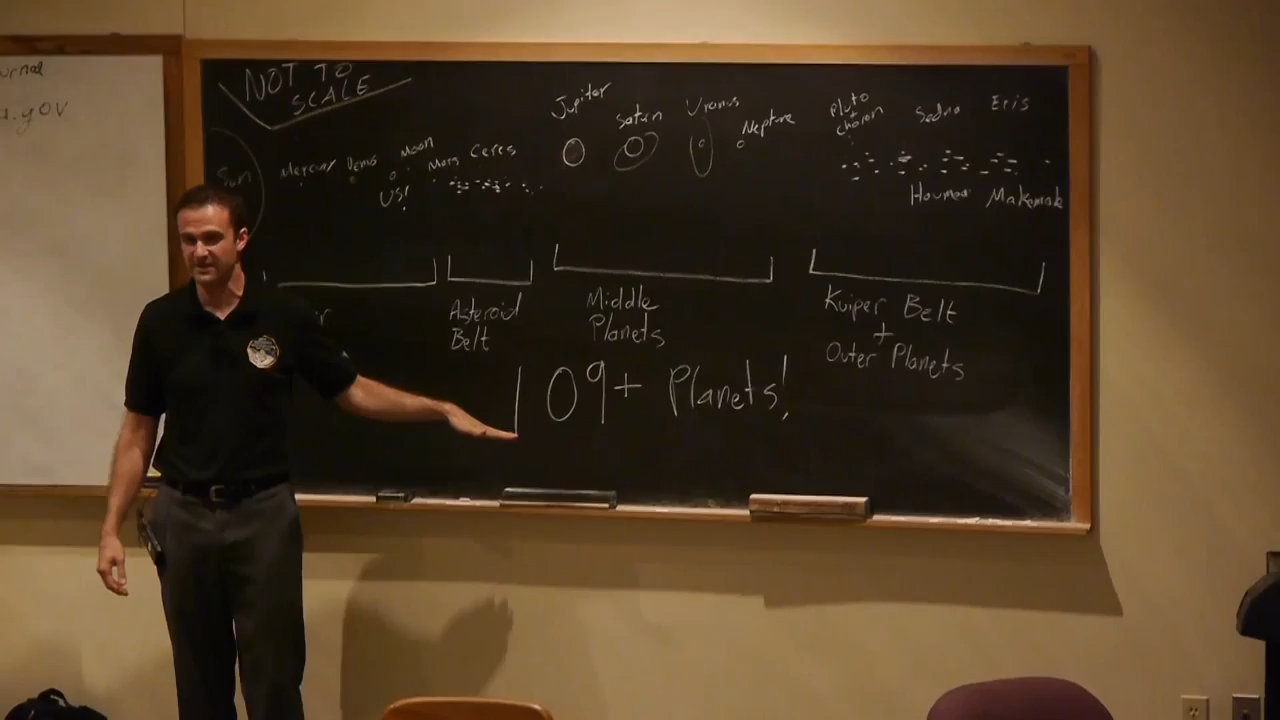 urnal
a.gov
NOT TO
SCALE
Sun
Mercury
Venus
Moon
US!
Mars
Ceres
Jupiter
Saturn
Uranus
Neptune
Pluto
+
charon
Sedna
Eris
Haumea
Makemake
Asteroid
Belt
Middle
Planets
Kuiper Belt
+
Outer Planets
109+ Planets!